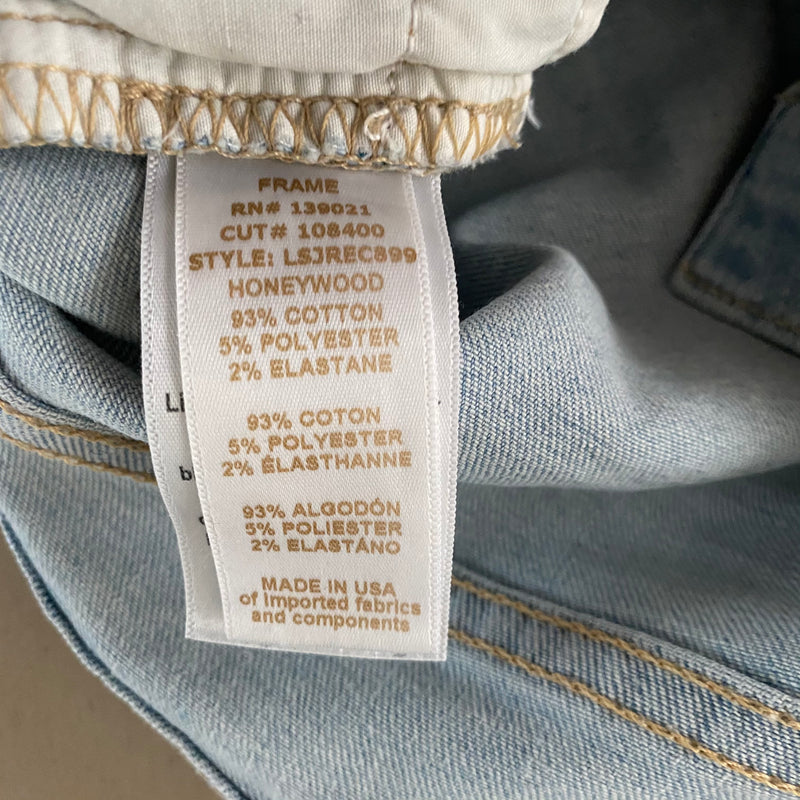 FRAME
RN# 139021
CUT# 108400
STYLE: LSJREC899
HONEYWOOD
93% COTTON
5% POLYESTER
2% ELASTANE
93% COTON
5% POLYESTER
2% ÉLASTHANNE
93% ALGODÓN
5% POLIESTER
2% ELASTÁNO
MADE IN USA
of imported fabrics
and components